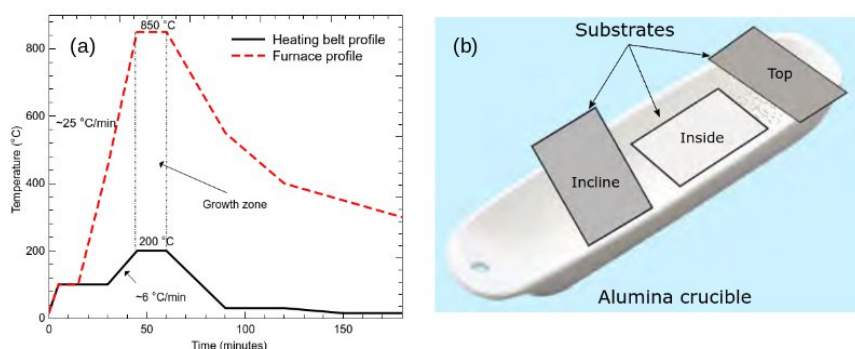 (a)
850 °C
Heating belt profile
Furnace profile
800
~25 °C/min
600
Temperature (°C)
400
Growth zone
200
200 °C
~6 °C/min
0
0
50
100
150
Time (minutes)
(b)
Substrates
Top
Inside
Incline
Alumina crucible